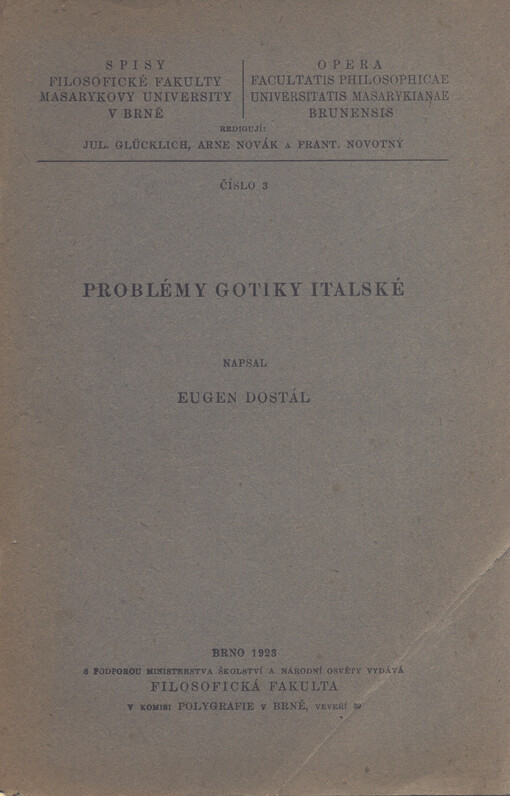 SPISY
FILOSOFICKÉ FAKULTY
MASARYKOVY UNIVERSITY
V BRNĚ
OPERA
FACULTATIS PHILOSOPHICAE
UNIVERSITATIS MASARYKIANAE
BRUNENSIS
REDIGUJÍ:
JUL. GLÜCKLICH, ARNE NOVÁK A FRANT. NOVOTNÝ
ČÍSLO 3
PROBLÉMY GOTIKY ITALSKÉ
NAPSAL
EUGEN DOSTÁL
BRNO 1923
S PODPOROU MINISTERSTVA ŠKOLSTVÍ A NÁRODNÍ OSVĚTY VYDÁVÁ
FILOSOFICKÁ FAKULTA
V KOMISI POLYGRAFIE V BRNĚ, VEVEŘÍ